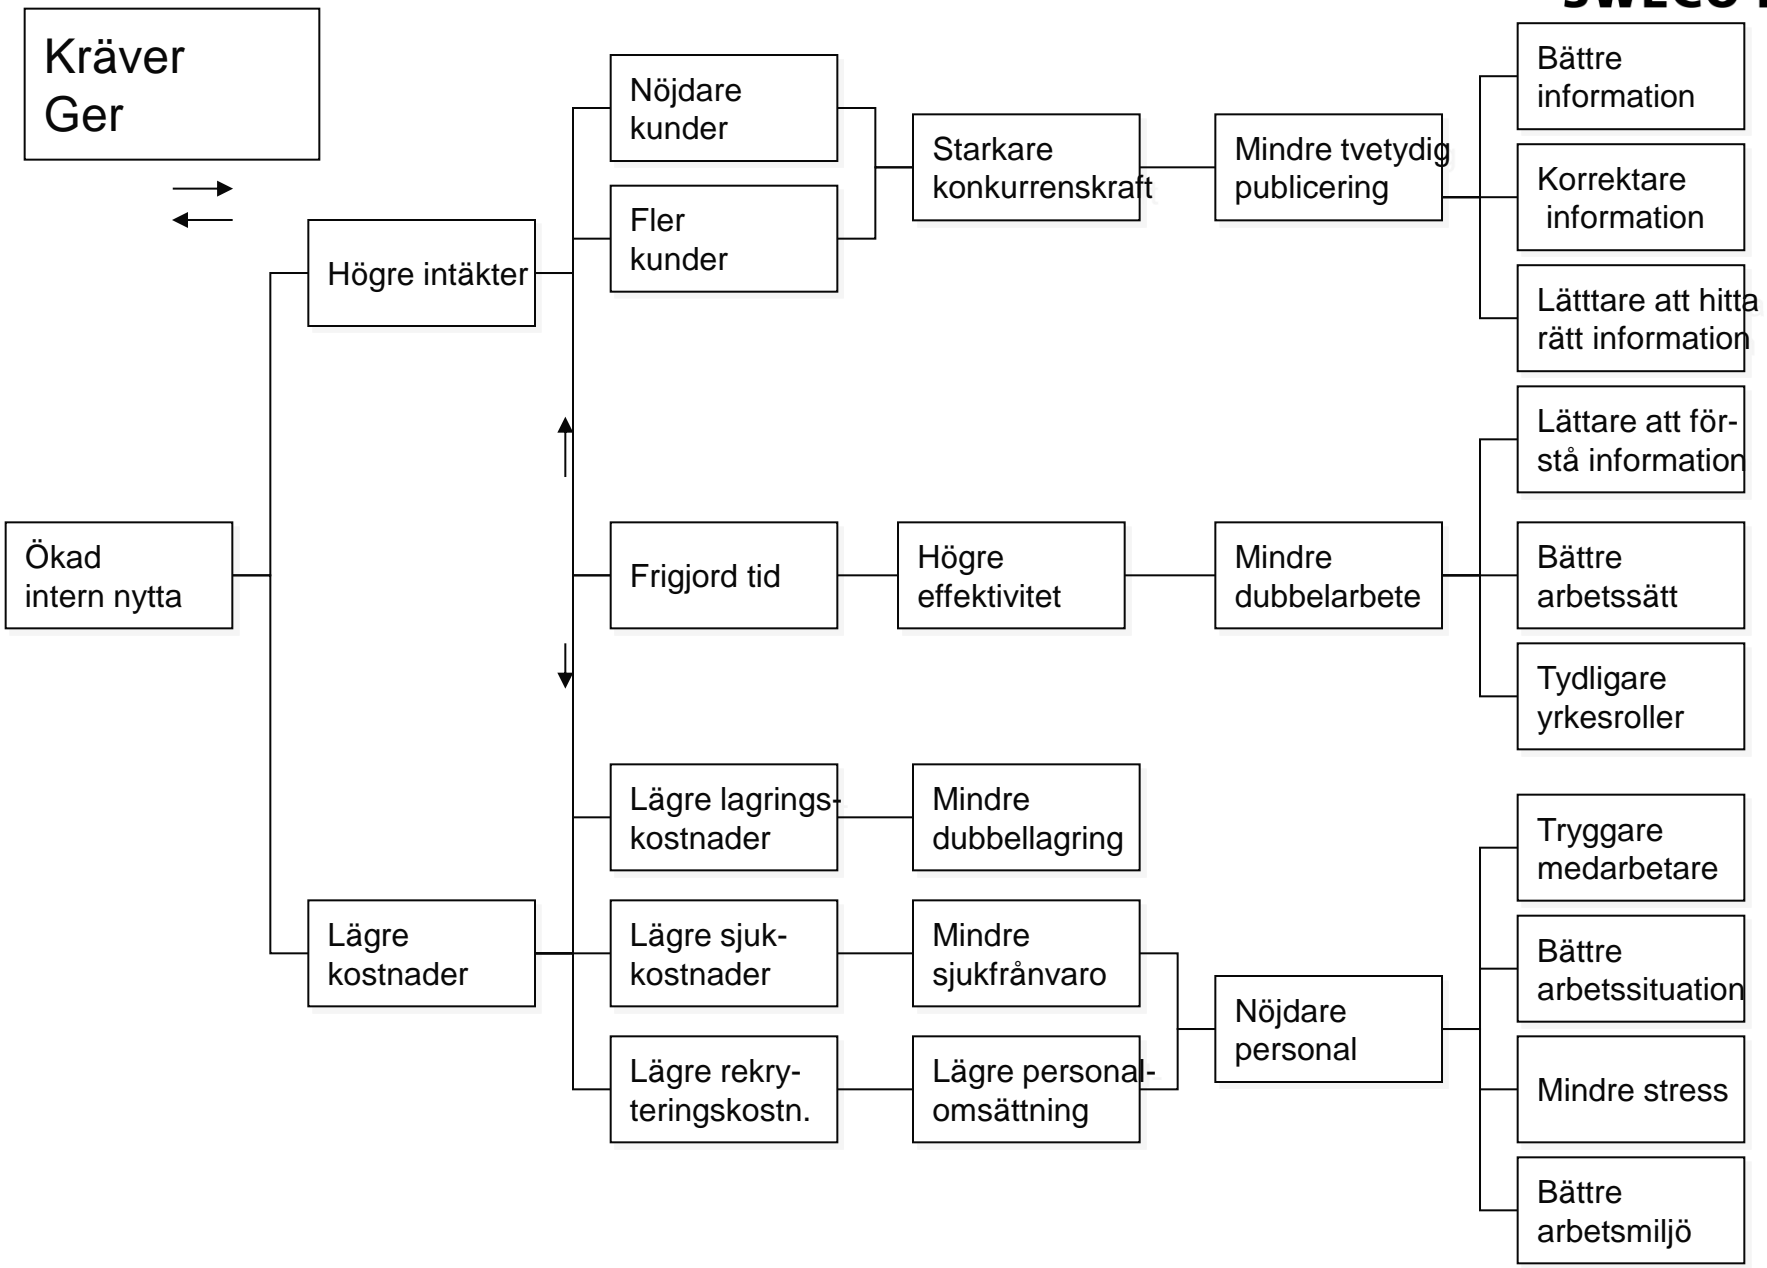 Kräver
Ger
Ökad
intern nytta
Högre intäkter
Lägre
kostnader
Nöjdare
kunder
Fler
kunder
Frigjord tid
Lägre lagrings-
kostnader
Lägre sjuk-
kostnader
Lägre rekry-
teringskostn.
Starkare
konkurrenskraft
Högre
effektivitet
Mindre
dubbellagring
Mindre
sjukfrånvaro
Lägre personal-
omsättning
Mindre tvetydig
publicering
Mindre
dubbelarbete
Nöjdare
personal
Bättre
information
Korrektare
information
Lätttare att hitta
rätt information
Lättare att för-
stå information
Bättre
arbetssätt
Tydligare
yrkesroller
Tryggare
medarbetare
Bättre
arbetssituation
Mindre stress
Bättre
arbetsmiljö